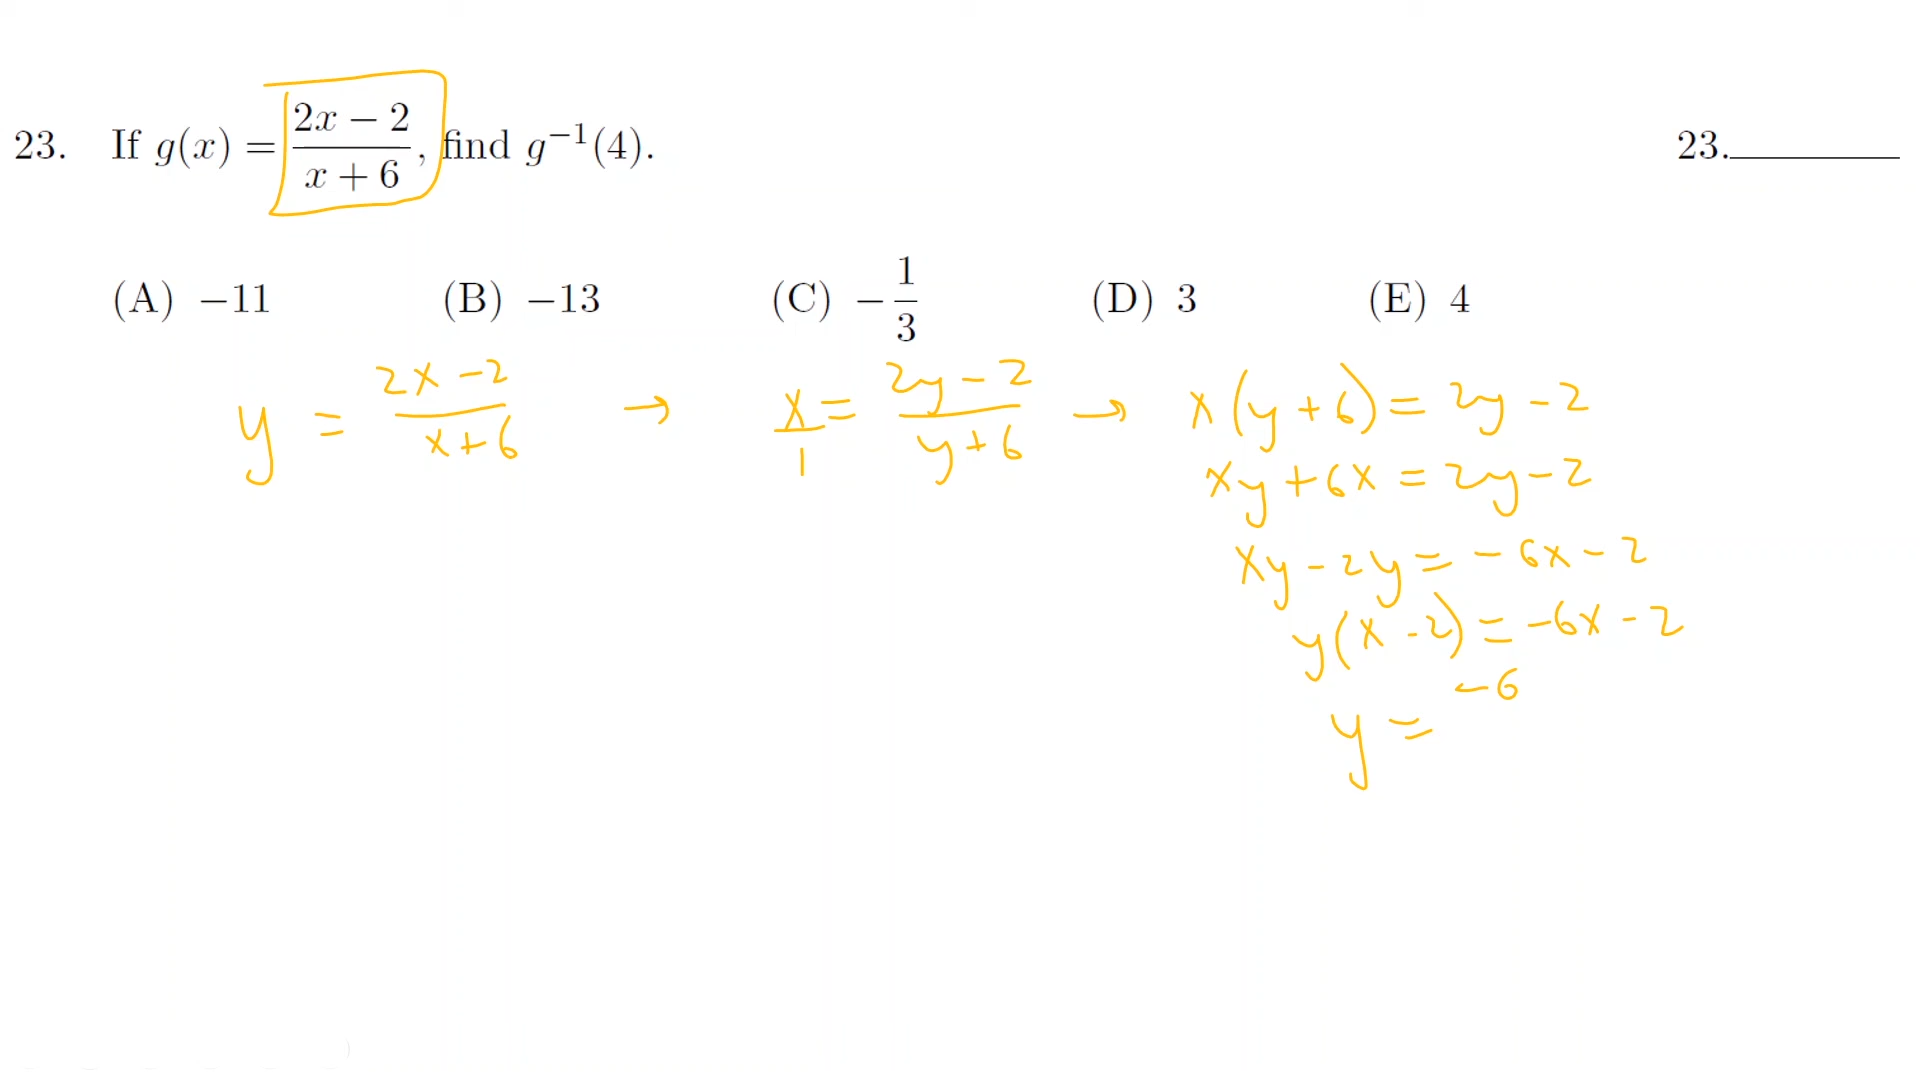 23. If g(x) = (2x − 2)/(x + 6), find g⁻¹(4). 23.
(A) −11 (B) −13 (C) −1/3 (D) 3 (E) 4
y = (2x − 2)/(x + 6) → x/1 = (2y − 2)/(y + 6) → x(y + 6) = 2y − 2
xy + 6x = 2y − 2
xy − 2y = −6x − 2
y(x − 2) = −6x − 2
y = −6